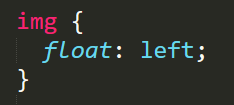 img {
  float: left;
}